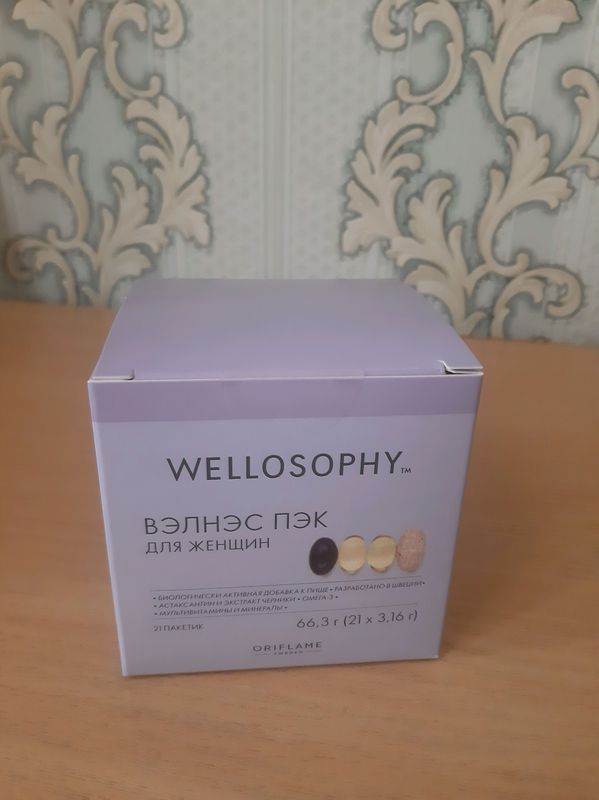 WELLOSOPHY™
ВЭЛНЭС ПЭК
ДЛЯ ЖЕНЩИН
• БИОЛОГИЧЕСКИ АКТИВНАЯ ДОБАВКА К ПИЩЕ • РАЗРАБОТАНО В ШВЕЦИИ •
• АСТАКСАНТИН И ЭКСТРАКТ ЧЕРНИКИ • ОМЕГА-3 •
• МУЛЬТИВИТАМИНЫ И МИНЕРАЛЫ •
21 ПАКЕТИК
66,3 г (21 x 3,16 г)
ORIFLAME
SWEDEN